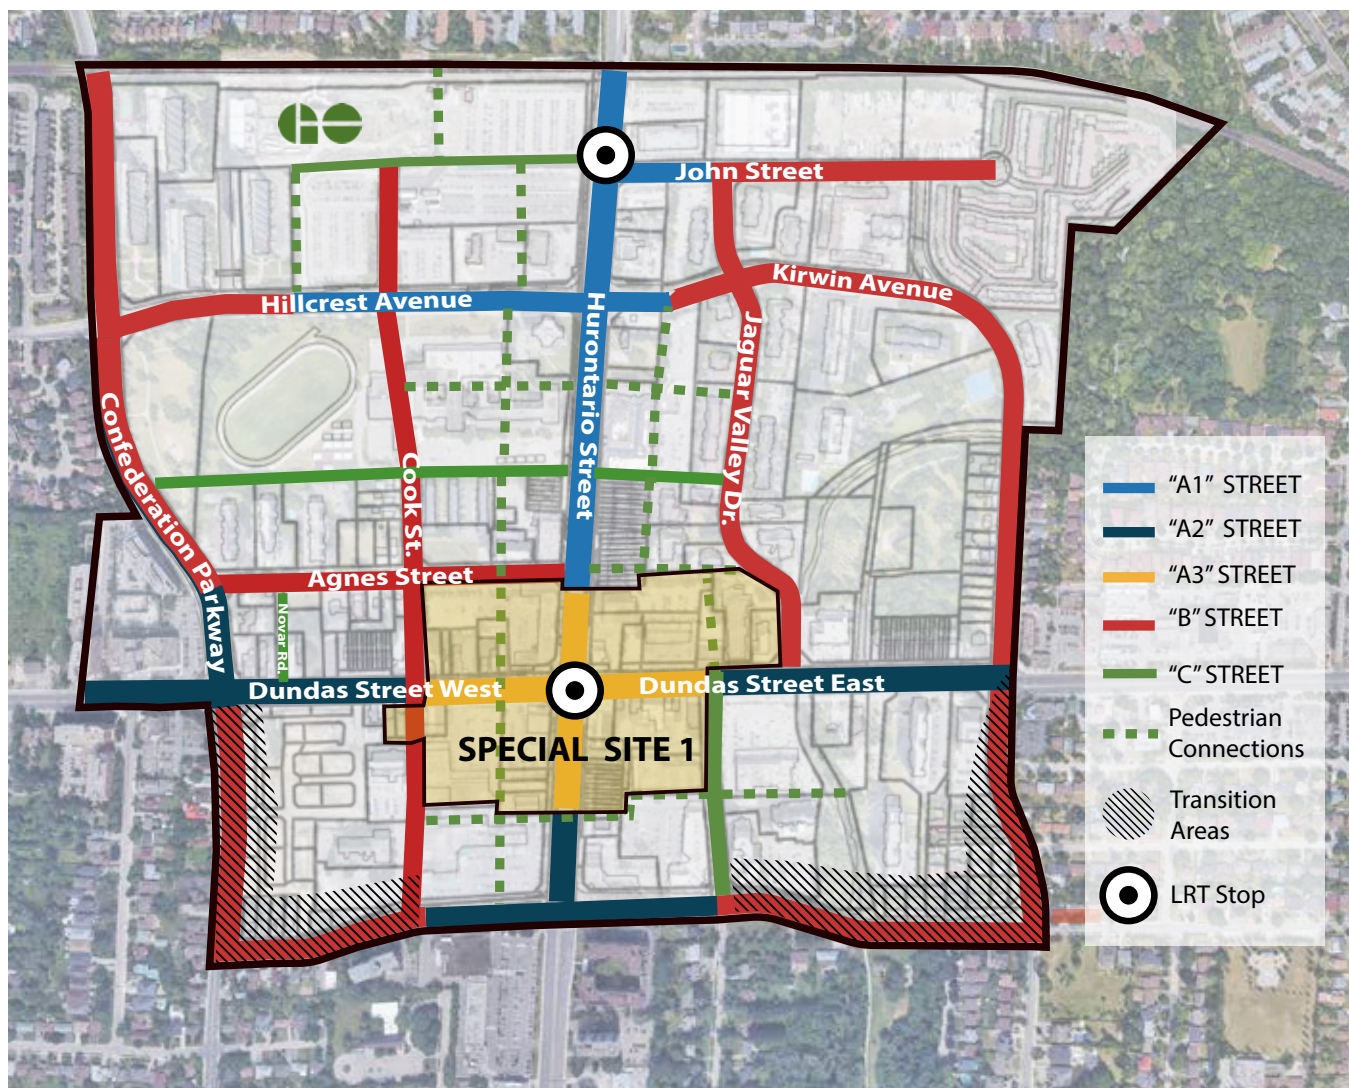 GO
John Street
Kirwin Avenue
Hillcrest Avenue
Hurontario Street
Jaguar Valley Dr.
Confederation Parkway
Cook St.
Agnes Street
Novar Rd.
Dundas Street West
Dundas Street East
SPECIAL SITE 1
“A1” STREET
“A2” STREET
“A3” STREET
“B” STREET
“C” STREET
Pedestrian
Connections
Transition
Areas
LRT Stop